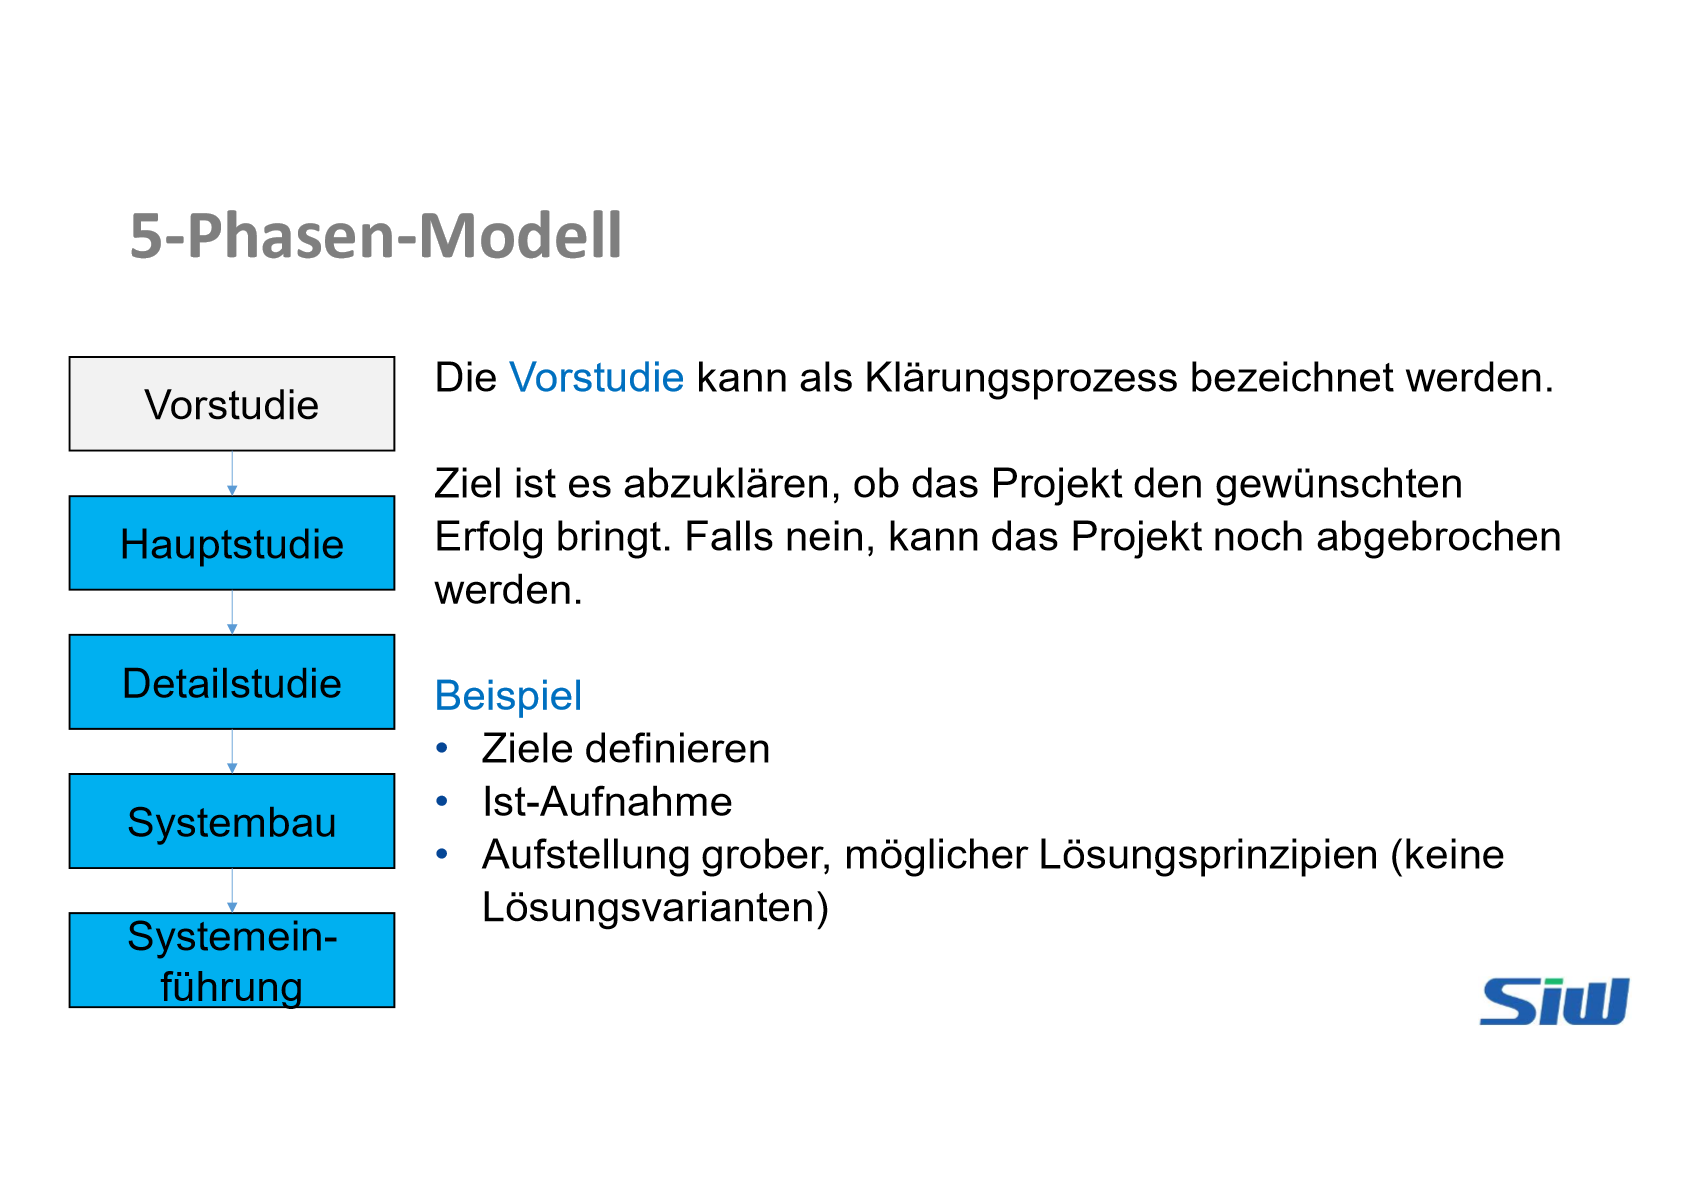 5-Phasen-Modell
Vorstudie
Hauptstudie
Detailstudie
Systembau
Systemein-
führung
Die Vorstudie kann als Klärungsprozess bezeichnet werden.
Ziel ist es abzuklären, ob das Projekt den gewünschten
Erfolg bringt. Falls nein, kann das Projekt noch abgebrochen
werden.
Beispiel
• Ziele definieren
• Ist-Aufnahme
• Aufstellung grober, möglicher Lösungsprinzipien (keine
Lösungsvarianten)
Siw